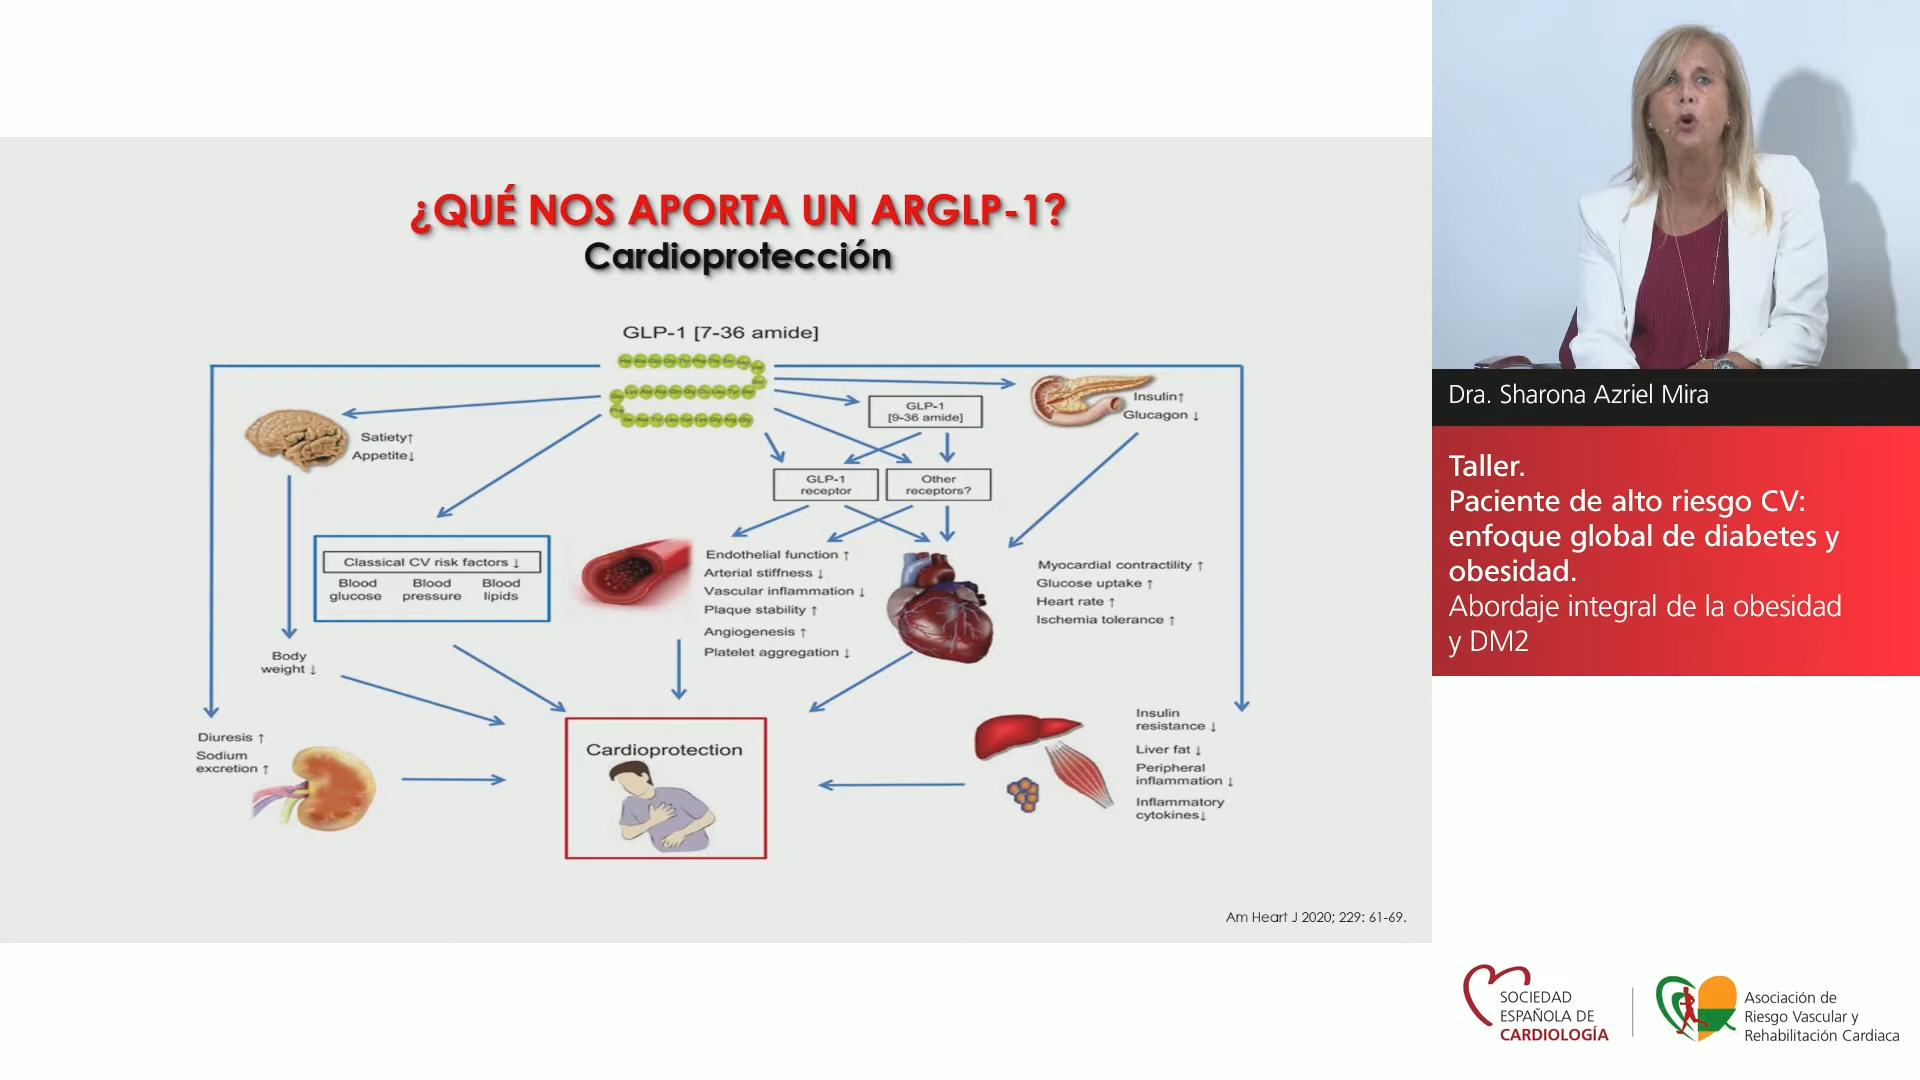 ¿QUÉ NOS APORTA UN ARGLP-1?
Cardioprotección
GLP-1 [7-36 amide]
GLP-1
[9-36 amide]
Insulin↑
Glucagon ↓
Satiety↑
Appetite↓
GLP-1
receptor
Other
receptors?
Classical CV risk factors ↓
Blood
glucose
Blood
pressure
Blood
lipids
Endothelial function ↑
Arterial stiffness ↓
Vascular inflammation ↓
Plaque stability ↑
Angiogenesis ↑
Platelet aggregation ↓
Myocardial contractility ↑
Glucose uptake ↑
Heart rate ↑
Ischemia tolerance ↑
Body
weight ↓
Diuresis ↑
Sodium
excretion ↑
Cardioprotection
Insulin
resistance ↓
Liver fat ↓
Peripheral
inflammation ↓
Inflammatory
cytokines↓
Am Heart J 2020; 229: 61-69.
Dra. Sharona Azriel Mira
Taller.
Paciente de alto riesgo CV:
enfoque global de diabetes y
obesidad.
Abordaje integral de la obesidad
y DM2
SOCIEDAD
ESPAÑOLA DE
CARDIOLOGÍA
Asociación de
Riesgo Vascular y
Rehabilitación Cardiaca